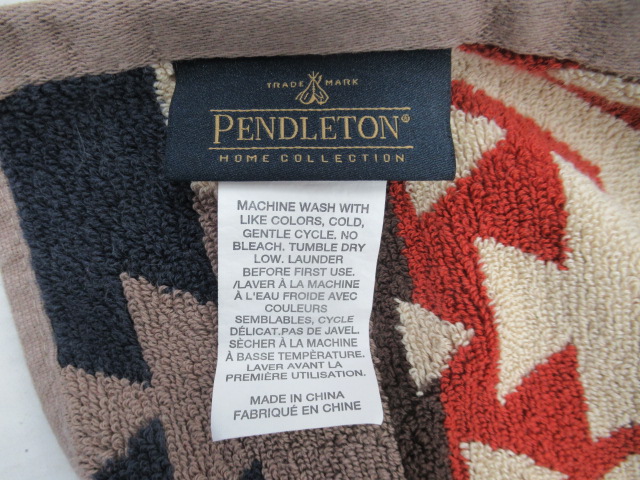 TRADE MARK
PENDLETON®
HOME COLLECTION
MACHINE WASH WITH
LIKE COLORS, COLD,
GENTLE CYCLE. NO
BLEACH. TUMBLE DRY
LOW. LAUNDER
BEFORE FIRST USE.
/LAVER À LA MACHINE
À L'EAU FROIDE AVEC
COULEURS
SEMBLABLES, CYCLE
DÉLICAT.PAS DE JAVEL.
SÈCHER À LA MACHINE
À BASSE TEMPÈRATURE.
LAVER AVANT LA
PREMIÈRE UTILISATION.
MADE IN CHINA
FABRIQUÉ EN CHINE